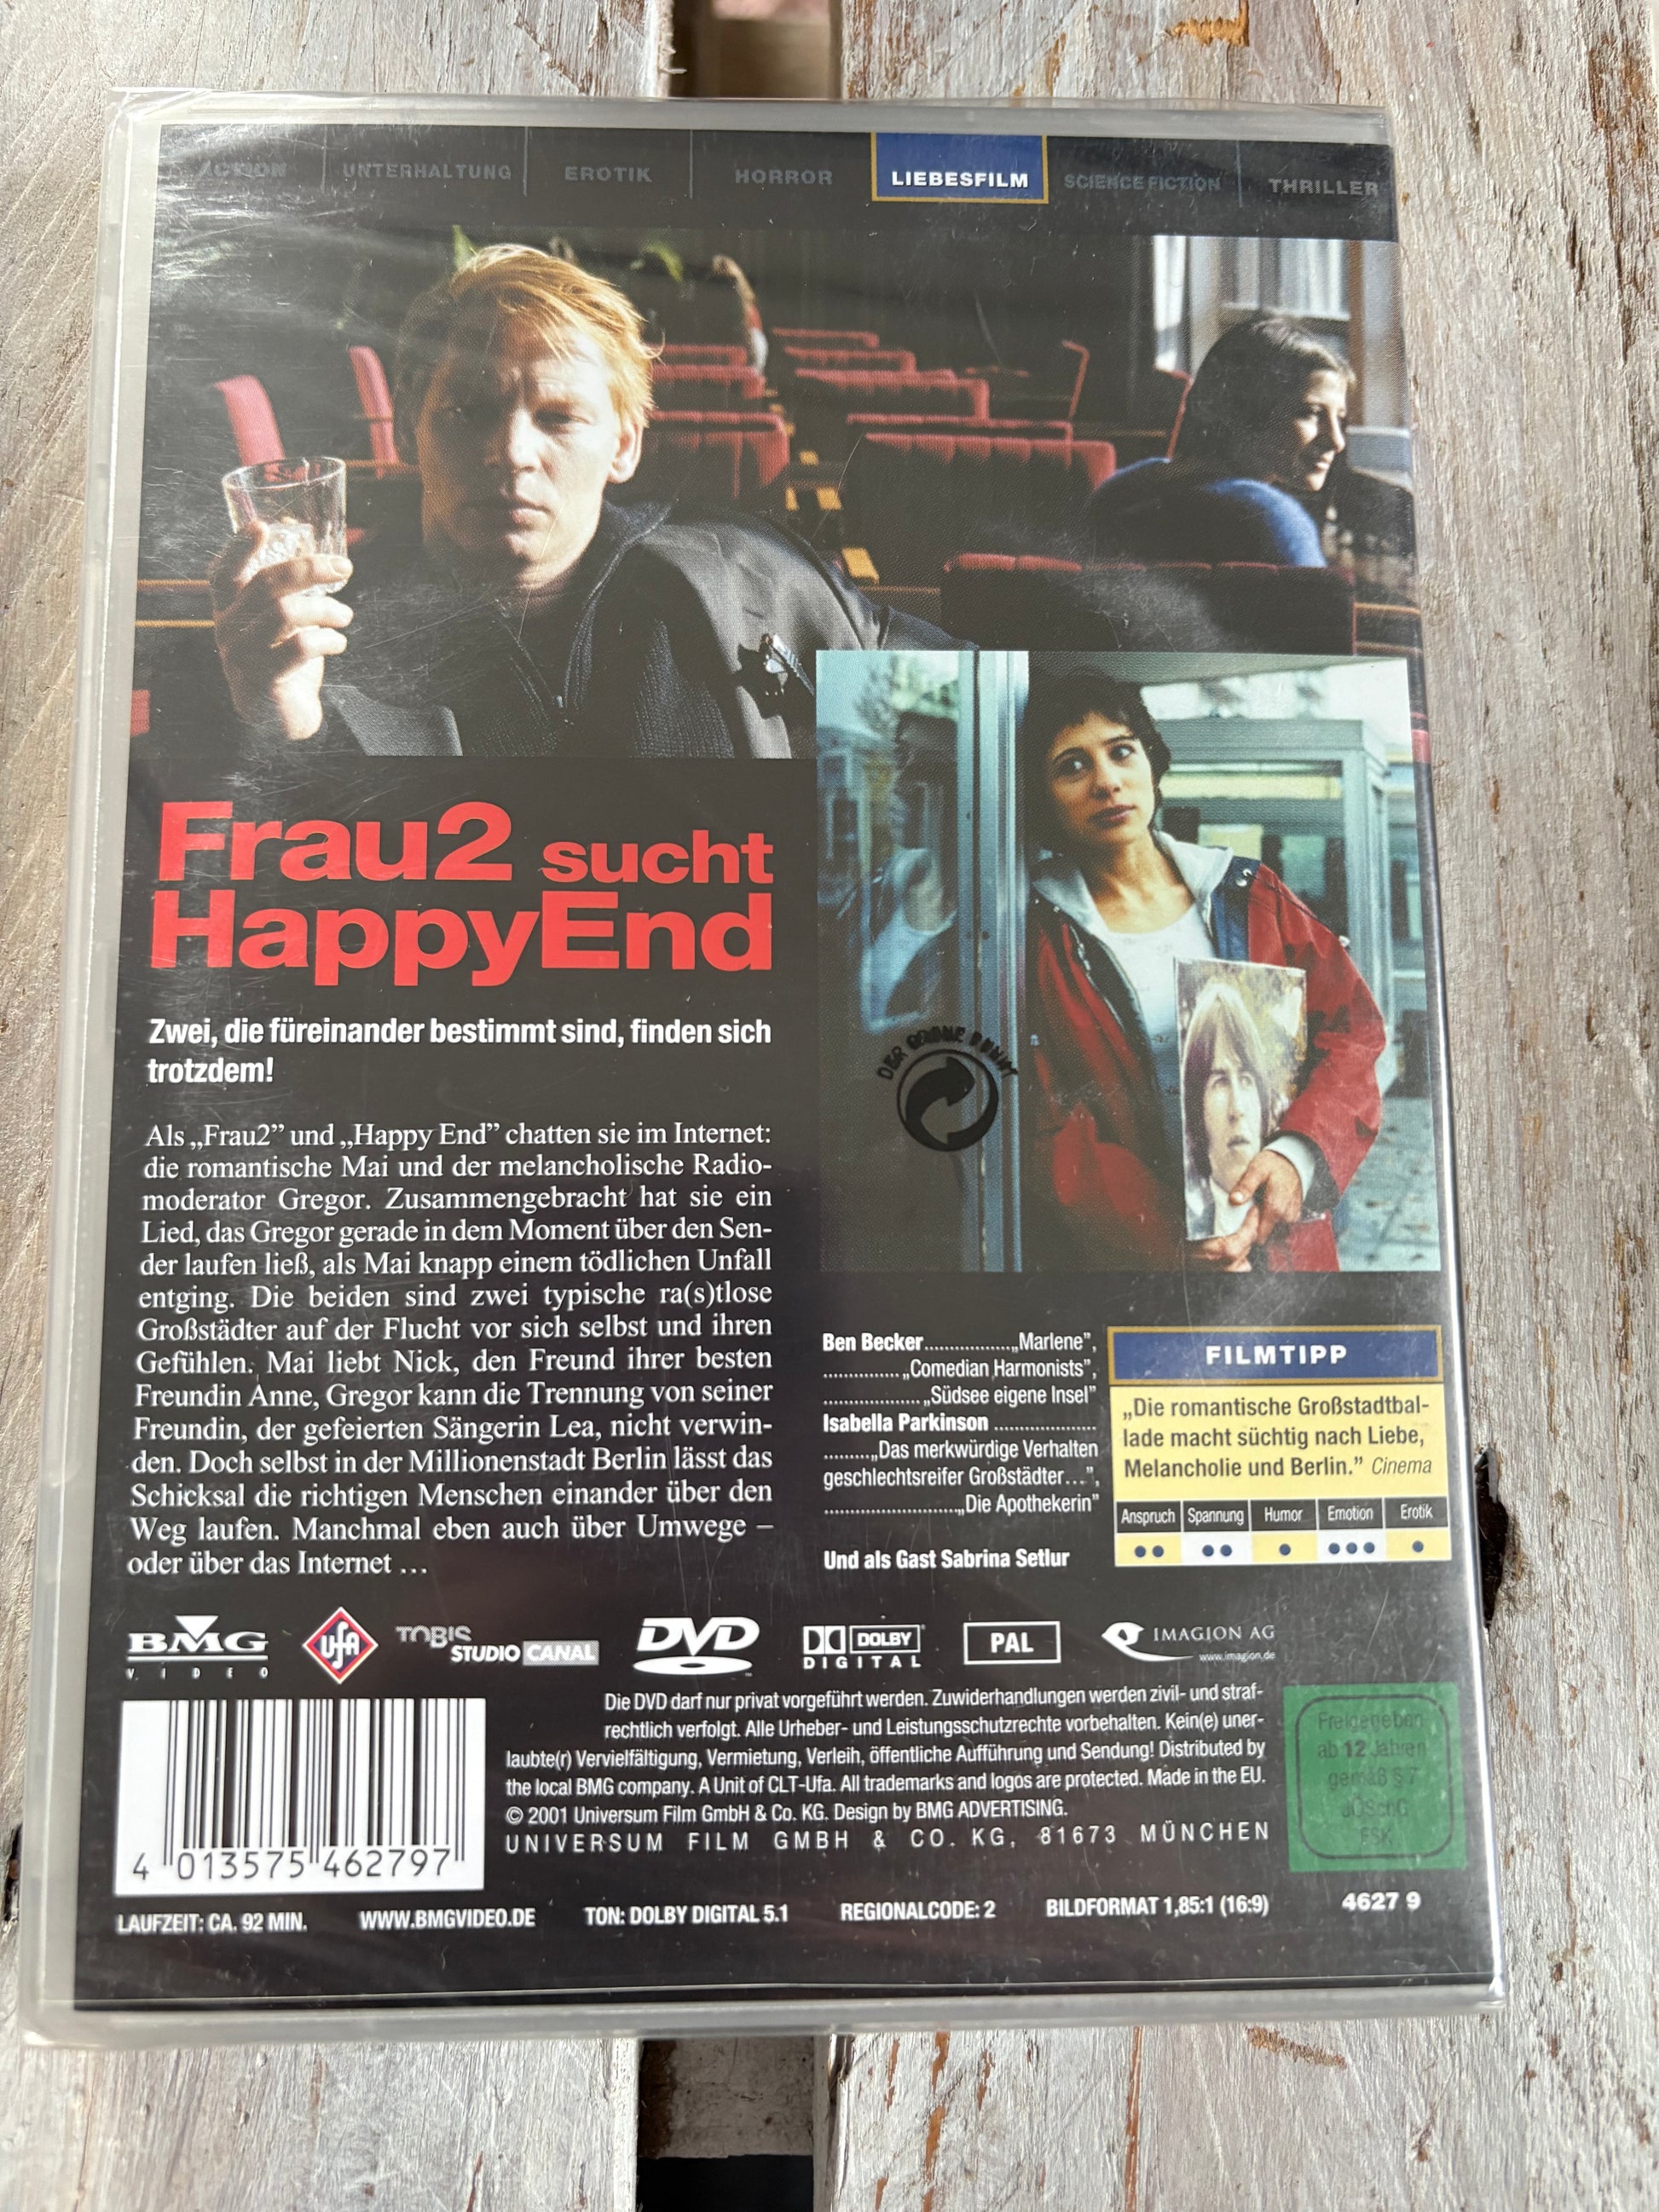 ACTION
UNTERHALTUNG
EROTIK
HORROR
LIEBESFILM
SCIENCE FICTION
THRILLER
Frau2 sucht
HappyEnd
Zwei, die füreinander bestimmt sind, finden sich
trotzdem!
Als „Frau2” und „Happy End” chatten sie im Internet:
die romantische Mai und der melancholische Radio-
moderator Gregor. Zusammengebracht hat sie ein
Lied, das Gregor gerade in dem Moment über den Sen-
der laufen ließ, als Mai knapp einem tödlichen Unfall
entging. Die beiden sind zwei typische ra(s)tlose
Großstädter auf der Flucht vor sich selbst und ihren
Gefühlen. Mai liebt Nick, den Freund ihrer besten
Freundin Anne, Gregor kann die Trennung von seiner
Freundin, der gefeierten Sängerin Lea, nicht verwin-
den. Doch selbst in der Millionenstadt Berlin lässt das
Schicksal die richtigen Menschen einander über den
Weg laufen. Manchmal eben auch über Umwege –
oder über das Internet …
DER GRÜNE PUNKT
Ben Becker.................„Marlene”,
...............„Comedian Harmonists”,
...................„Südsee eigene Insel”
Isabella Parkinson ....................
.........„Das merkwürdige Verhalten
geschlechtsreifer Großstädter…”,
..........................„Die Apothekerin”
Und als Gast Sabrina Setlur
FILMTIPP
„Die romantische Großstadtbal-
lade macht süchtig nach Liebe,
Melancholie und Berlin.” Cinema
Anspruch Spannung Humor Emotion Erotik
BMG
VIDEO
UfA
TOBIS
STUDIO CANAL
DVD
DOLBY
DIGITAL
PAL
IMAGION AG
www.imagion.de
Die DVD darf nur privat vorgeführt werden. Zuwiderhandlungen werden zivil- und straf-
rechtlich verfolgt. Alle Urheber- und Leistungsschutzrechte vorbehalten. Kein(e) uner-
laubte(r) Vervielfältigung, Vermietung, Verleih, öffentliche Aufführung und Sendung! Distributed by
the local BMG company. A Unit of CLT-Ufa. All trademarks and logos are protected. Made in the EU.
© 2001 Universum Film GmbH & Co. KG. Design by BMG ADVERTISING.
UNIVERSUM FILM GMBH & CO. KG, 81673 MÜNCHEN
Freigegeben
ab 12 Jahren
gemäß § 7
JÖSchG
FSK
4 013575 462797
LAUFZEIT: CA. 92 MIN.
WWW.BMGVIDEO.DE
TON: DOLBY DIGITAL 5.1
REGIONALCODE: 2
BILDFORMAT 1,85:1 (16:9)
4627 9